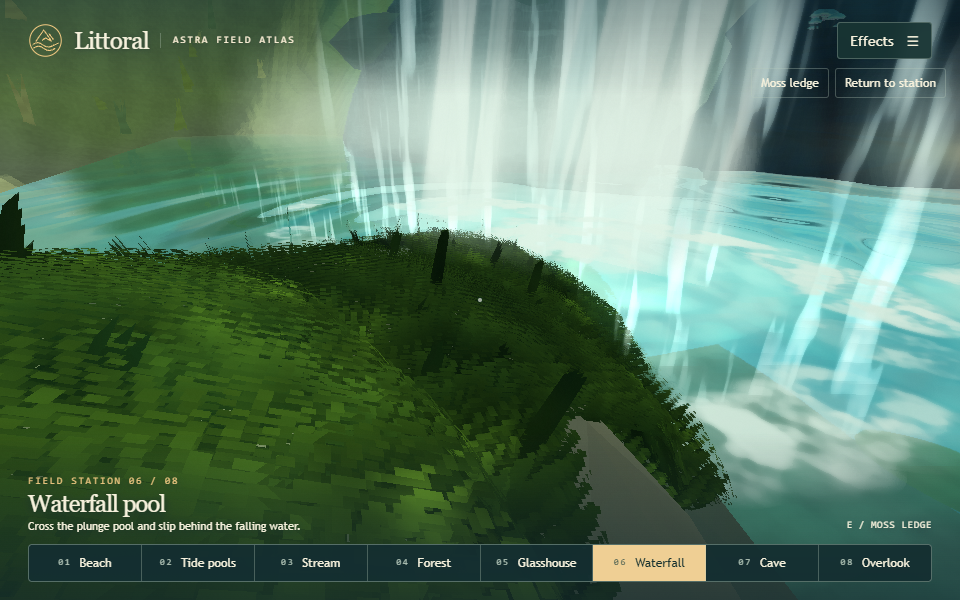 Littoral
ASTRA FIELD ATLAS
Effects
Moss ledge
Return to station
FIELD STATION 06 / 08
Waterfall pool
Cross the plunge pool and slip behind the falling water.
E / MOSS LEDGE
01 Beach
02 Tide pools
03 Stream
04 Forest
05 Glasshouse
06 Waterfall
07 Cave
08 Overlook